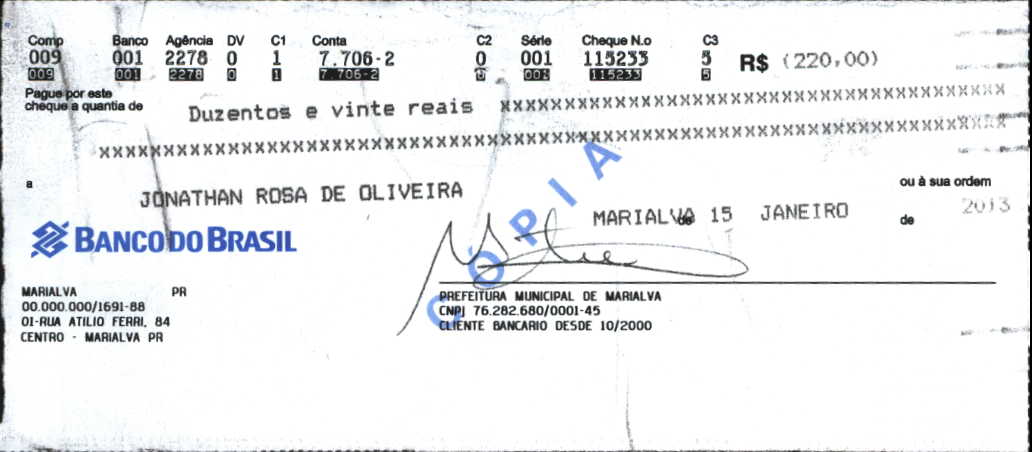 Comp Banco Agência DV C1 Conta C2 Série Cheque N.o C3
009 001 2278 0 1 7.706-2 0 001 115233 5 R$ (220,00)
009 001 2278 0 1 7.706-2 0 001 115233 5
Pague por este
cheque a quantia de Duzentos e vinte reais xxxxxxxxxxxxxxxxxxxxxxxxxxxxxxxxxxxxxxxxxxxxxxx
xxxxxxxxxxxxxxxxxxxxxxxxxxxxxxxxxxxxxxxxxxxxxxxxxxxxxxxxxxxxxxxxxxxxxxxxxxxxxxxxxxxx
a JONATHAN ROSA DE OLIVEIRA ou à sua ordem
MARIALVA de 15 JANEIRO de 2013
CÓPIA
BANCO DO BRASIL
MARIALVA PR
00.000.000/1691-88
01-RUA ATILIO FERRI, 84
CENTRO - MARIALVA PR
PREFEITURA MUNICIPAL DE MARIALVA
CNPJ 76.282.680/0001-45
CLIENTE BANCARIO DESDE 10/2000